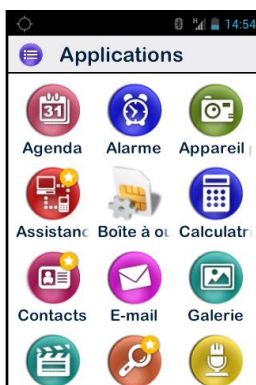 H 14:54
Applications
31
Agenda Alarme Appareil
Assistanc Boîte à ou Calculatri
Contacts E-mail Galerie